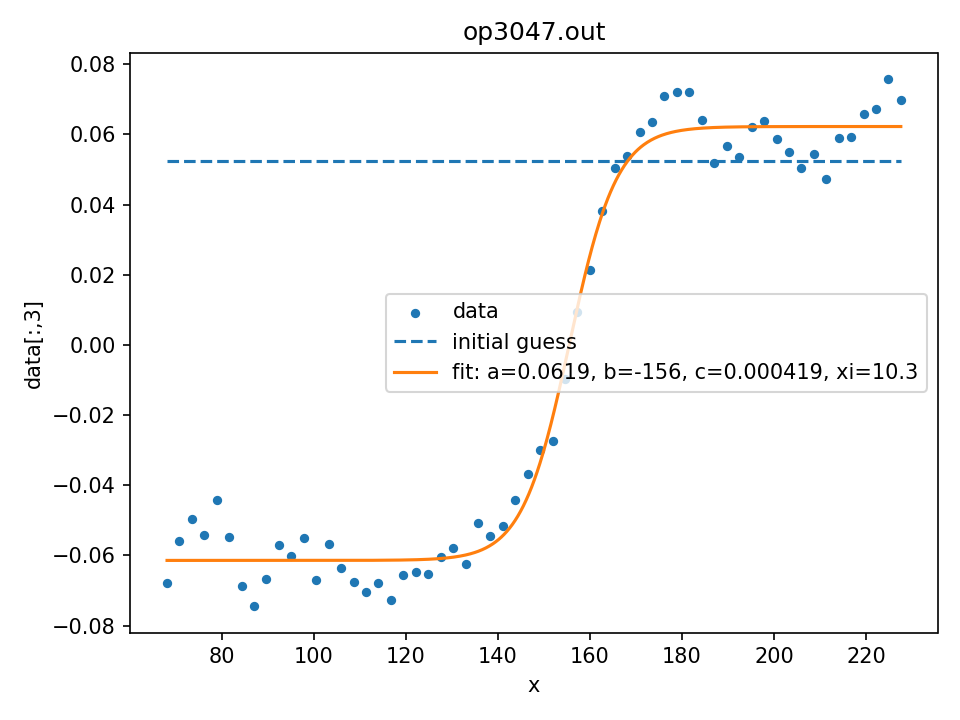 op3047.out
0.08
0.06
0.04
0.02
0.00
−0.02
−0.04
−0.06
−0.08
data[:,3]
data
initial guess
fit: a=0.0619, b=-156, c=0.000419, xi=10.3
80 100 120 140 160 180 200 220
x